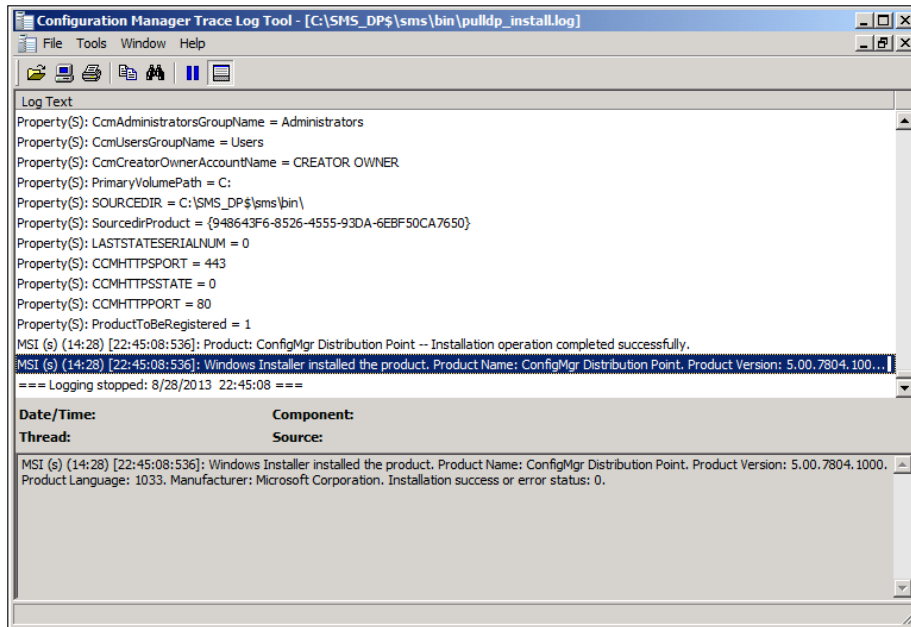 Configuration Manager Trace Log Tool - [C:\SMS_DP$\sms\bin\pulldp_install.log]
File Tools Window Help
Log Text
Property(S): CcmAdministratorsGroupName = Administrators
Property(S): CcmUsersGroupName = Users
Property(S): CcmCreatorOwnerAccountName = CREATOR OWNER
Property(S): PrimaryVolumePath = C:
Property(S): SOURCEDIR = C:\SMS_DP$\sms\bin\
Property(S): SourcedirProduct = {948643F6-8526-4555-93DA-6EBF50CA7650}
Property(S): LASTSTATESERIALNUM = 0
Property(S): CCMHTTPSPORT = 443
Property(S): CCMHTTPSSTATE = 0
Property(S): CCMHTTPPORT = 80
Property(S): ProductToBeRegistered = 1
MSI (s) (14:28) [22:45:08:536]: Product: ConfigMgr Distribution Point -- Installation operation completed successfully.
MSI (s) (14:28) [22:45:08:536]: Windows Installer installed the product. Product Name: ConfigMgr Distribution Point. Product Version: 5.00.7804.100...
=== Logging stopped: 8/28/2013 22:45:08 ===
Date/Time: Component:
Thread: Source:
MSI (s) (14:28) [22:45:08:536]: Windows Installer installed the product. Product Name: ConfigMgr Distribution Point. Product Version: 5.00.7804.1000.
Product Language: 1033. Manufacturer: Microsoft Corporation. Installation success or error status: 0.